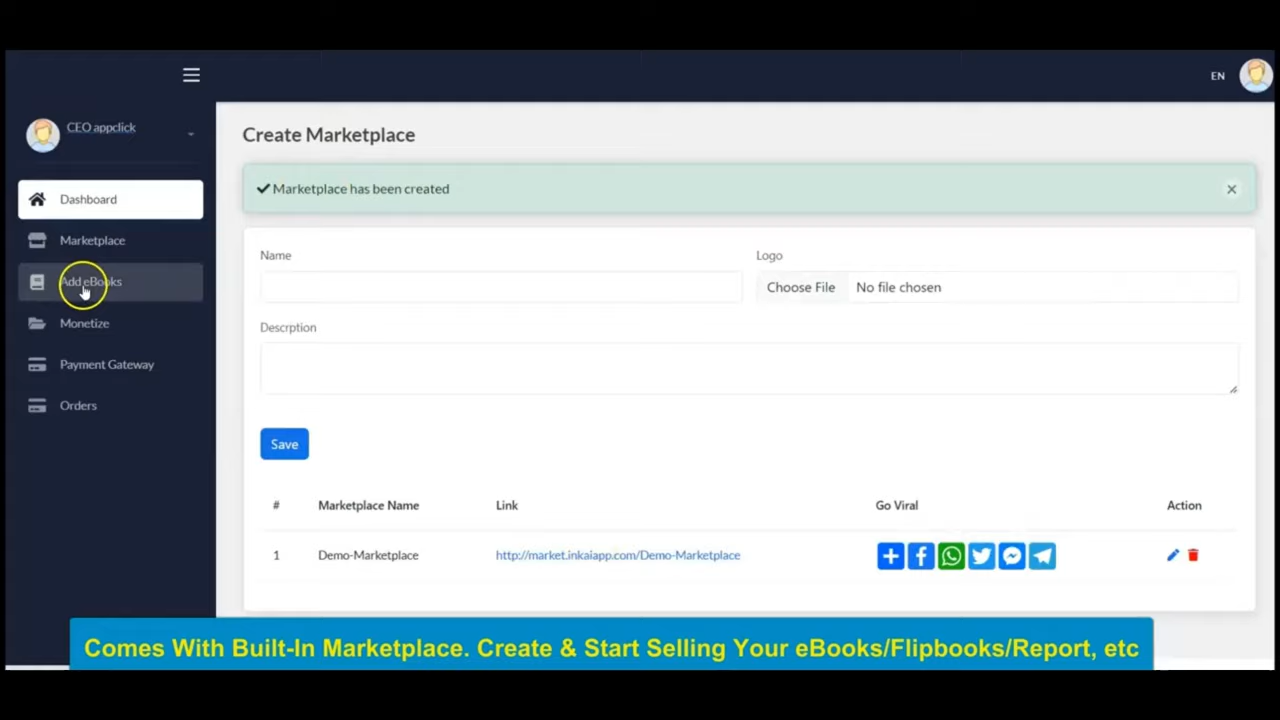 EN
CEO appclick
Dashboard
Marketplace
Add eBooks
Monetize
Payment Gateway
Orders
Create Marketplace
Marketplace has been created
Name
Logo
Choose File No file chosen
Descrption
Save
# Marketplace Name Link Go Viral Action
1 Demo-Marketplace http://market.inkaiapp.com/Demo-Marketplace
Comes With Built-In Marketplace. Create & Start Selling Your eBooks/Flipbooks/Report, etc